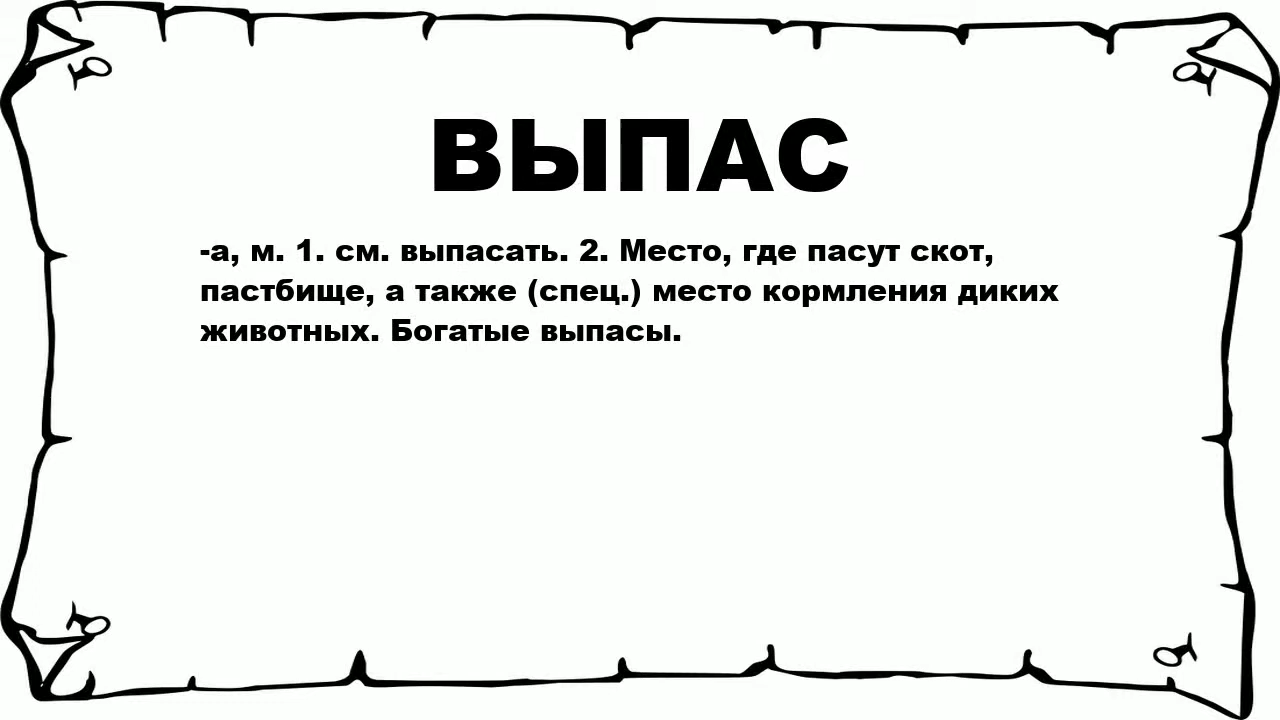 ВЫПАС
-а, м. 1. см. выпасать. 2. Место, где пасут скот,
пастбище, а также (спец.) место кормления диких
животных. Богатые выпасы.